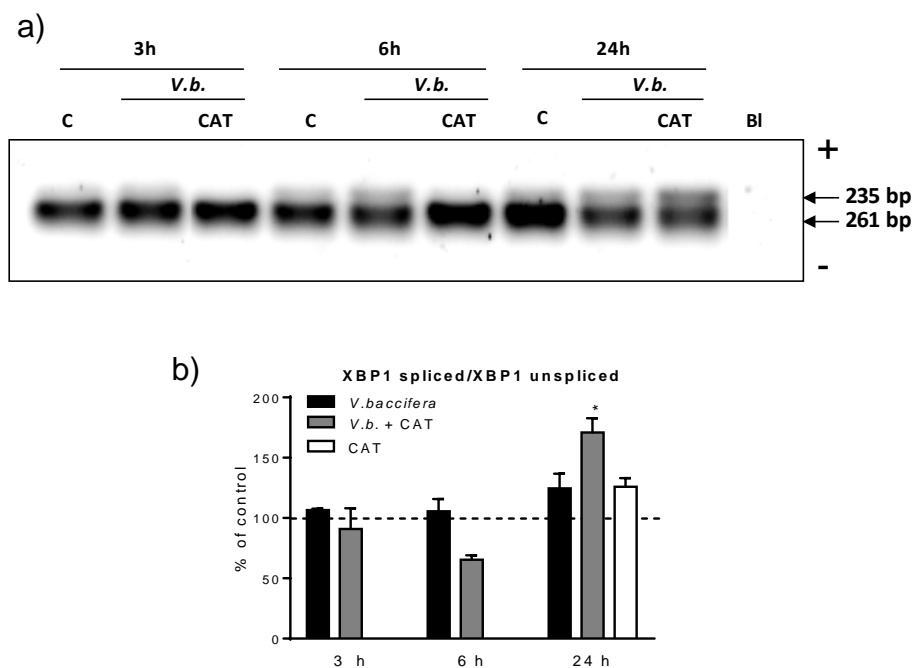 a)
3h 6h 24h
V.b. V.b. V.b.
C CAT C CAT C CAT Bl
+
235 bp
261 bp
-
b)
XBP1 spliced/XBP1 unspliced
V.baccifera
V.b. + CAT
CAT
% of control
200
150
100
50
0
*
3 h 6 h 24 h